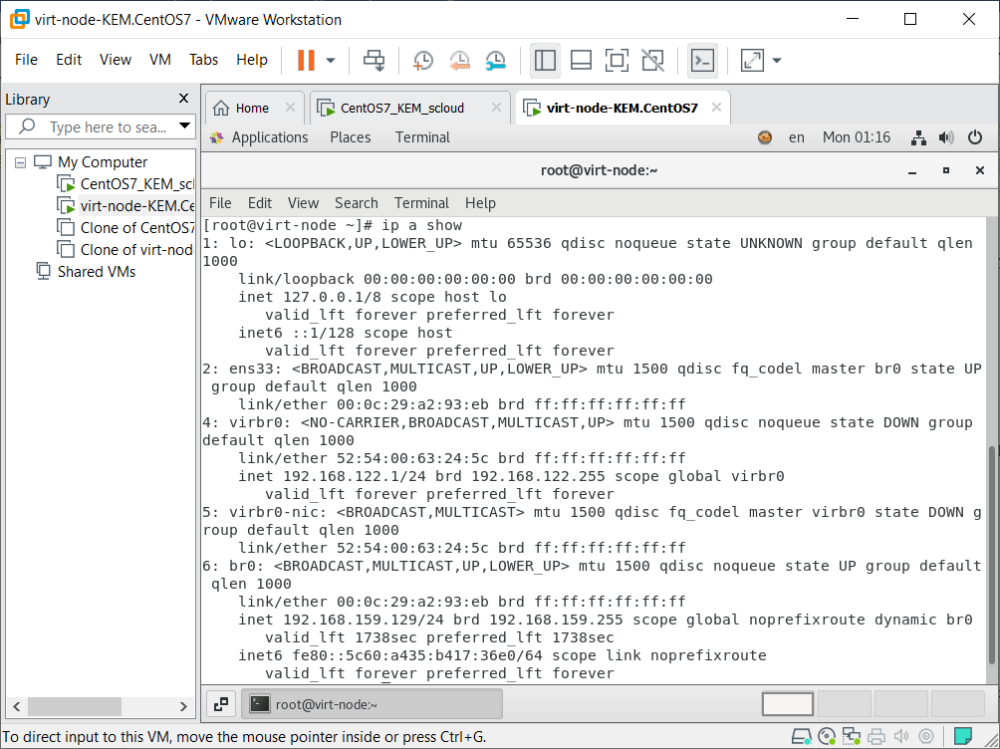 virt-node-KEM.CentOS7 - VMware Workstation
File Edit View VM Tabs Help
Library
Type here to sea...
My Computer
CentOS7_KEM_scl
virt-node-KEM.Ce
Clone of CentOS7
Clone of virt-nod
Shared VMs
Home
CentOS7_KEM_scloud
virt-node-KEM.CentOS7
Applications Places Terminal
en Mon 01:16
root@virt-node:~
File Edit View Search Terminal Help
[root@virt-node ~]# ip a show
1: lo: <LOOPBACK,UP,LOWER_UP> mtu 65536 qdisc noqueue state UNKNOWN group default qlen
1000
    link/loopback 00:00:00:00:00:00 brd 00:00:00:00:00:00
    inet 127.0.0.1/8 scope host lo
       valid_lft forever preferred_lft forever
    inet6 ::1/128 scope host
       valid_lft forever preferred_lft forever
2: ens33: <BROADCAST,MULTICAST,UP,LOWER_UP> mtu 1500 qdisc fq_codel master br0 state UP
 group default qlen 1000
    link/ether 00:0c:29:a2:93:eb brd ff:ff:ff:ff:ff:ff
4: virbr0: <NO-CARRIER,BROADCAST,MULTICAST,UP> mtu 1500 qdisc noqueue state DOWN group
default qlen 1000
    link/ether 52:54:00:63:24:5c brd ff:ff:ff:ff:ff:ff
    inet 192.168.122.1/24 brd 192.168.122.255 scope global virbr0
       valid_lft forever preferred_lft forever
5: virbr0-nic: <BROADCAST,MULTICAST> mtu 1500 qdisc fq_codel master virbr0 state DOWN g
roup default qlen 1000
    link/ether 52:54:00:63:24:5c brd ff:ff:ff:ff:ff:ff
6: br0: <BROADCAST,MULTICAST,UP,LOWER_UP> mtu 1500 qdisc noqueue state UP group default
 qlen 1000
    link/ether 00:0c:29:a2:93:eb brd ff:ff:ff:ff:ff:ff
    inet 192.168.159.129/24 brd 192.168.159.255 scope global noprefixroute dynamic br0
       valid_lft 1738sec preferred_lft 1738sec
    inet6 fe80::5c60:a435:b417:36e0/64 scope link noprefixroute
       valid_lft forever preferred_lft forever
root@virt-node:~
To direct input to this VM, move the mouse pointer inside or press Ctrl+G.